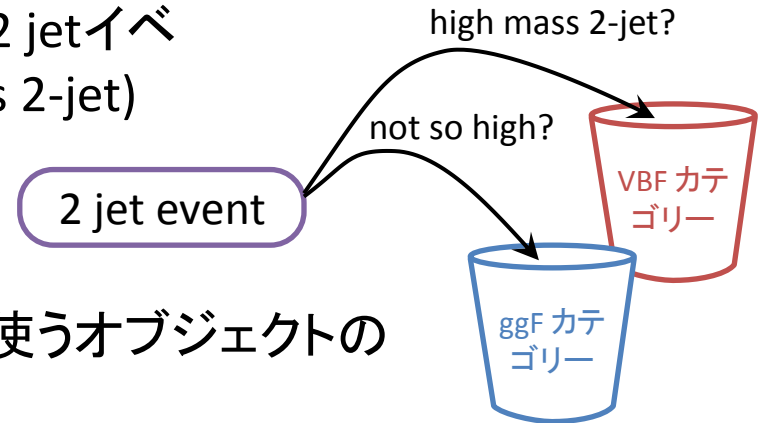 2 jetイベ
s 2-jet)
high mass 2-jet?
not so high?
2 jet event
VBF カテ
ゴリー
ggF カテ
ゴリー
使うオブジェクトの